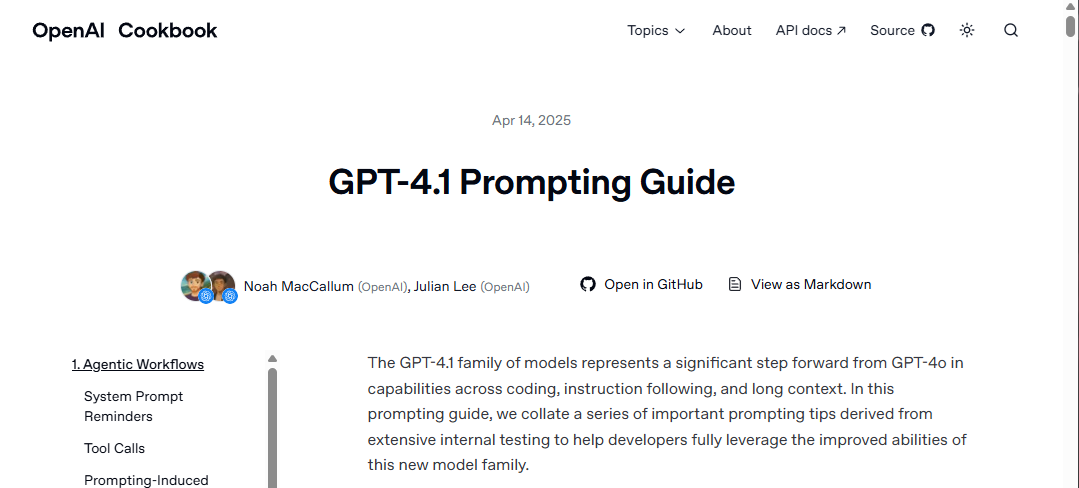 OpenAI Cookbook
Topics
About
API docs ↗
Source
Apr 14, 2025
GPT-4.1 Prompting Guide
Noah MacCallum (OpenAI), Julian Lee (OpenAI)
Open in GitHub
View as Markdown
1. Agentic Workflows
System Prompt
Reminders
Tool Calls
Prompting-Induced
The GPT-4.1 family of models represents a significant step forward from GPT-4o in
capabilities across coding, instruction following, and long context. In this
prompting guide, we collate a series of important prompting tips derived from
extensive internal testing to help developers fully leverage the improved abilities of
this new model family.